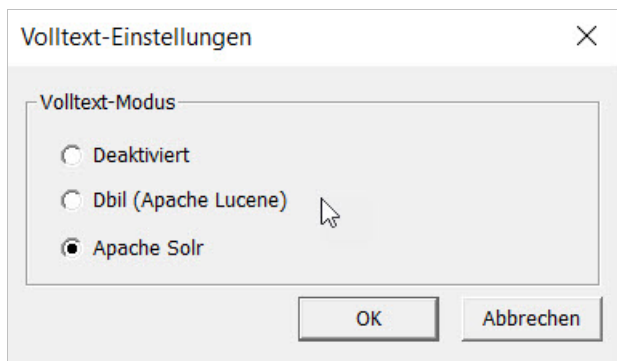 Volltext-Einstellungen
Volltext-Modus
Deaktiviert
Dbil (Apache Lucene)
Apache Solr
OK Abbrechen